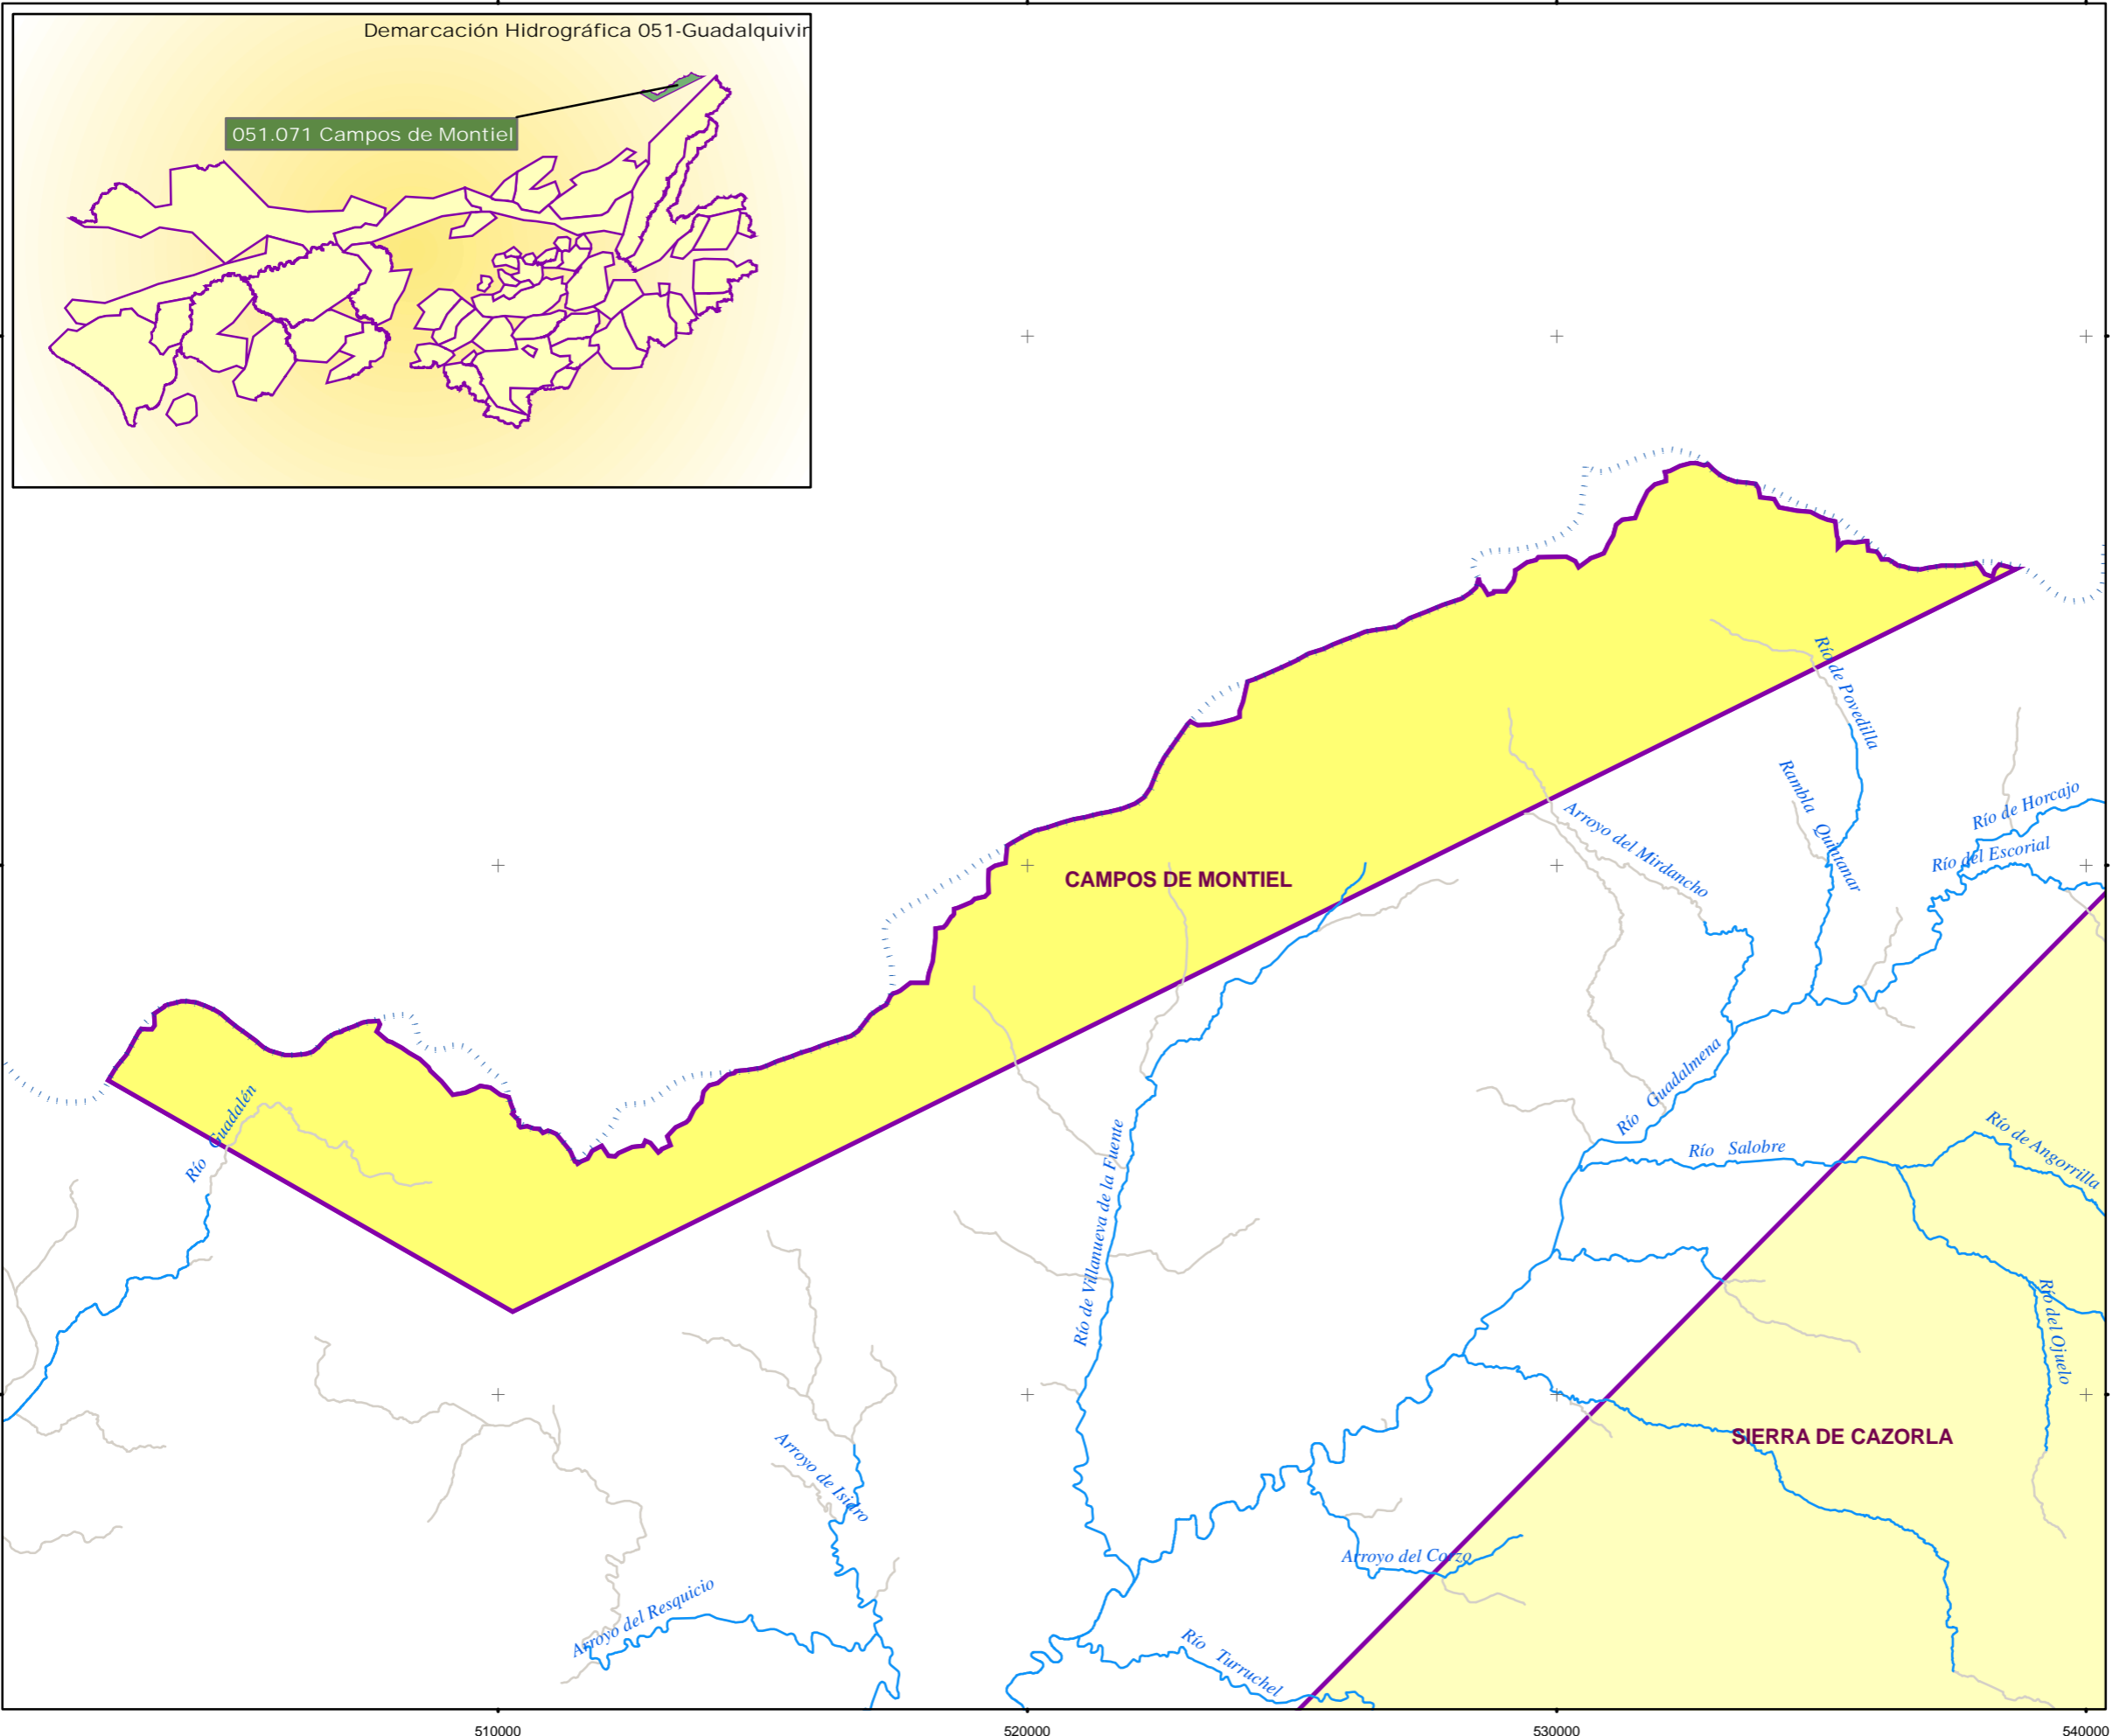 Demarcación Hidrográfica 051-Guadalquivir
051.071 Campos de Montiel
Río de Povedilla
Rambla Quintanar
Río de Horcajo
Arroyo del Mirdancho
Río del Escorial
CAMPOS DE MONTIEL
Río Guadalén
Río Guadalmena
Río Salobre
Río de Angorrilla
Río de Villanueva de la Fuente
Río del Ojuelo
SIERRA DE CAZORLA
Arroyo de Isidro
Arroyo del Corzo
Arroyo del Resquicio
Río Turruchel
510000 520000 530000 540000